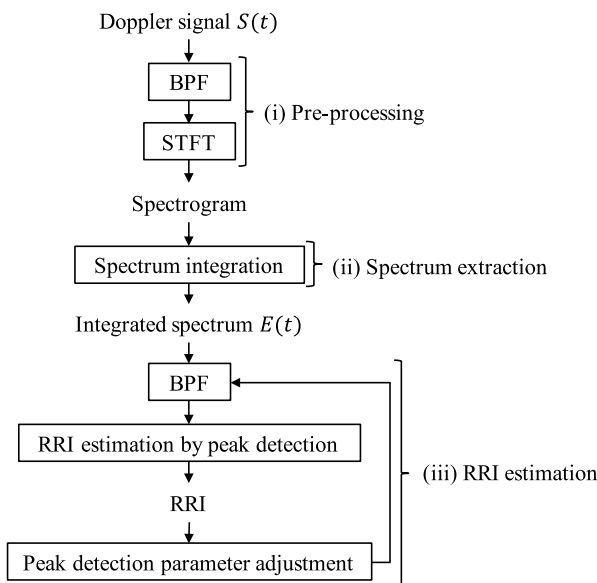 Doppler signal S(t)
BPF
(i) Pre-processing
STFT
Spectrogram
Spectrum integration
(ii) Spectrum extraction
Integrated spectrum E(t)
BPF
RRI estimation by peak detection
(iii) RRI estimation
RRI
Peak detection parameter adjustment